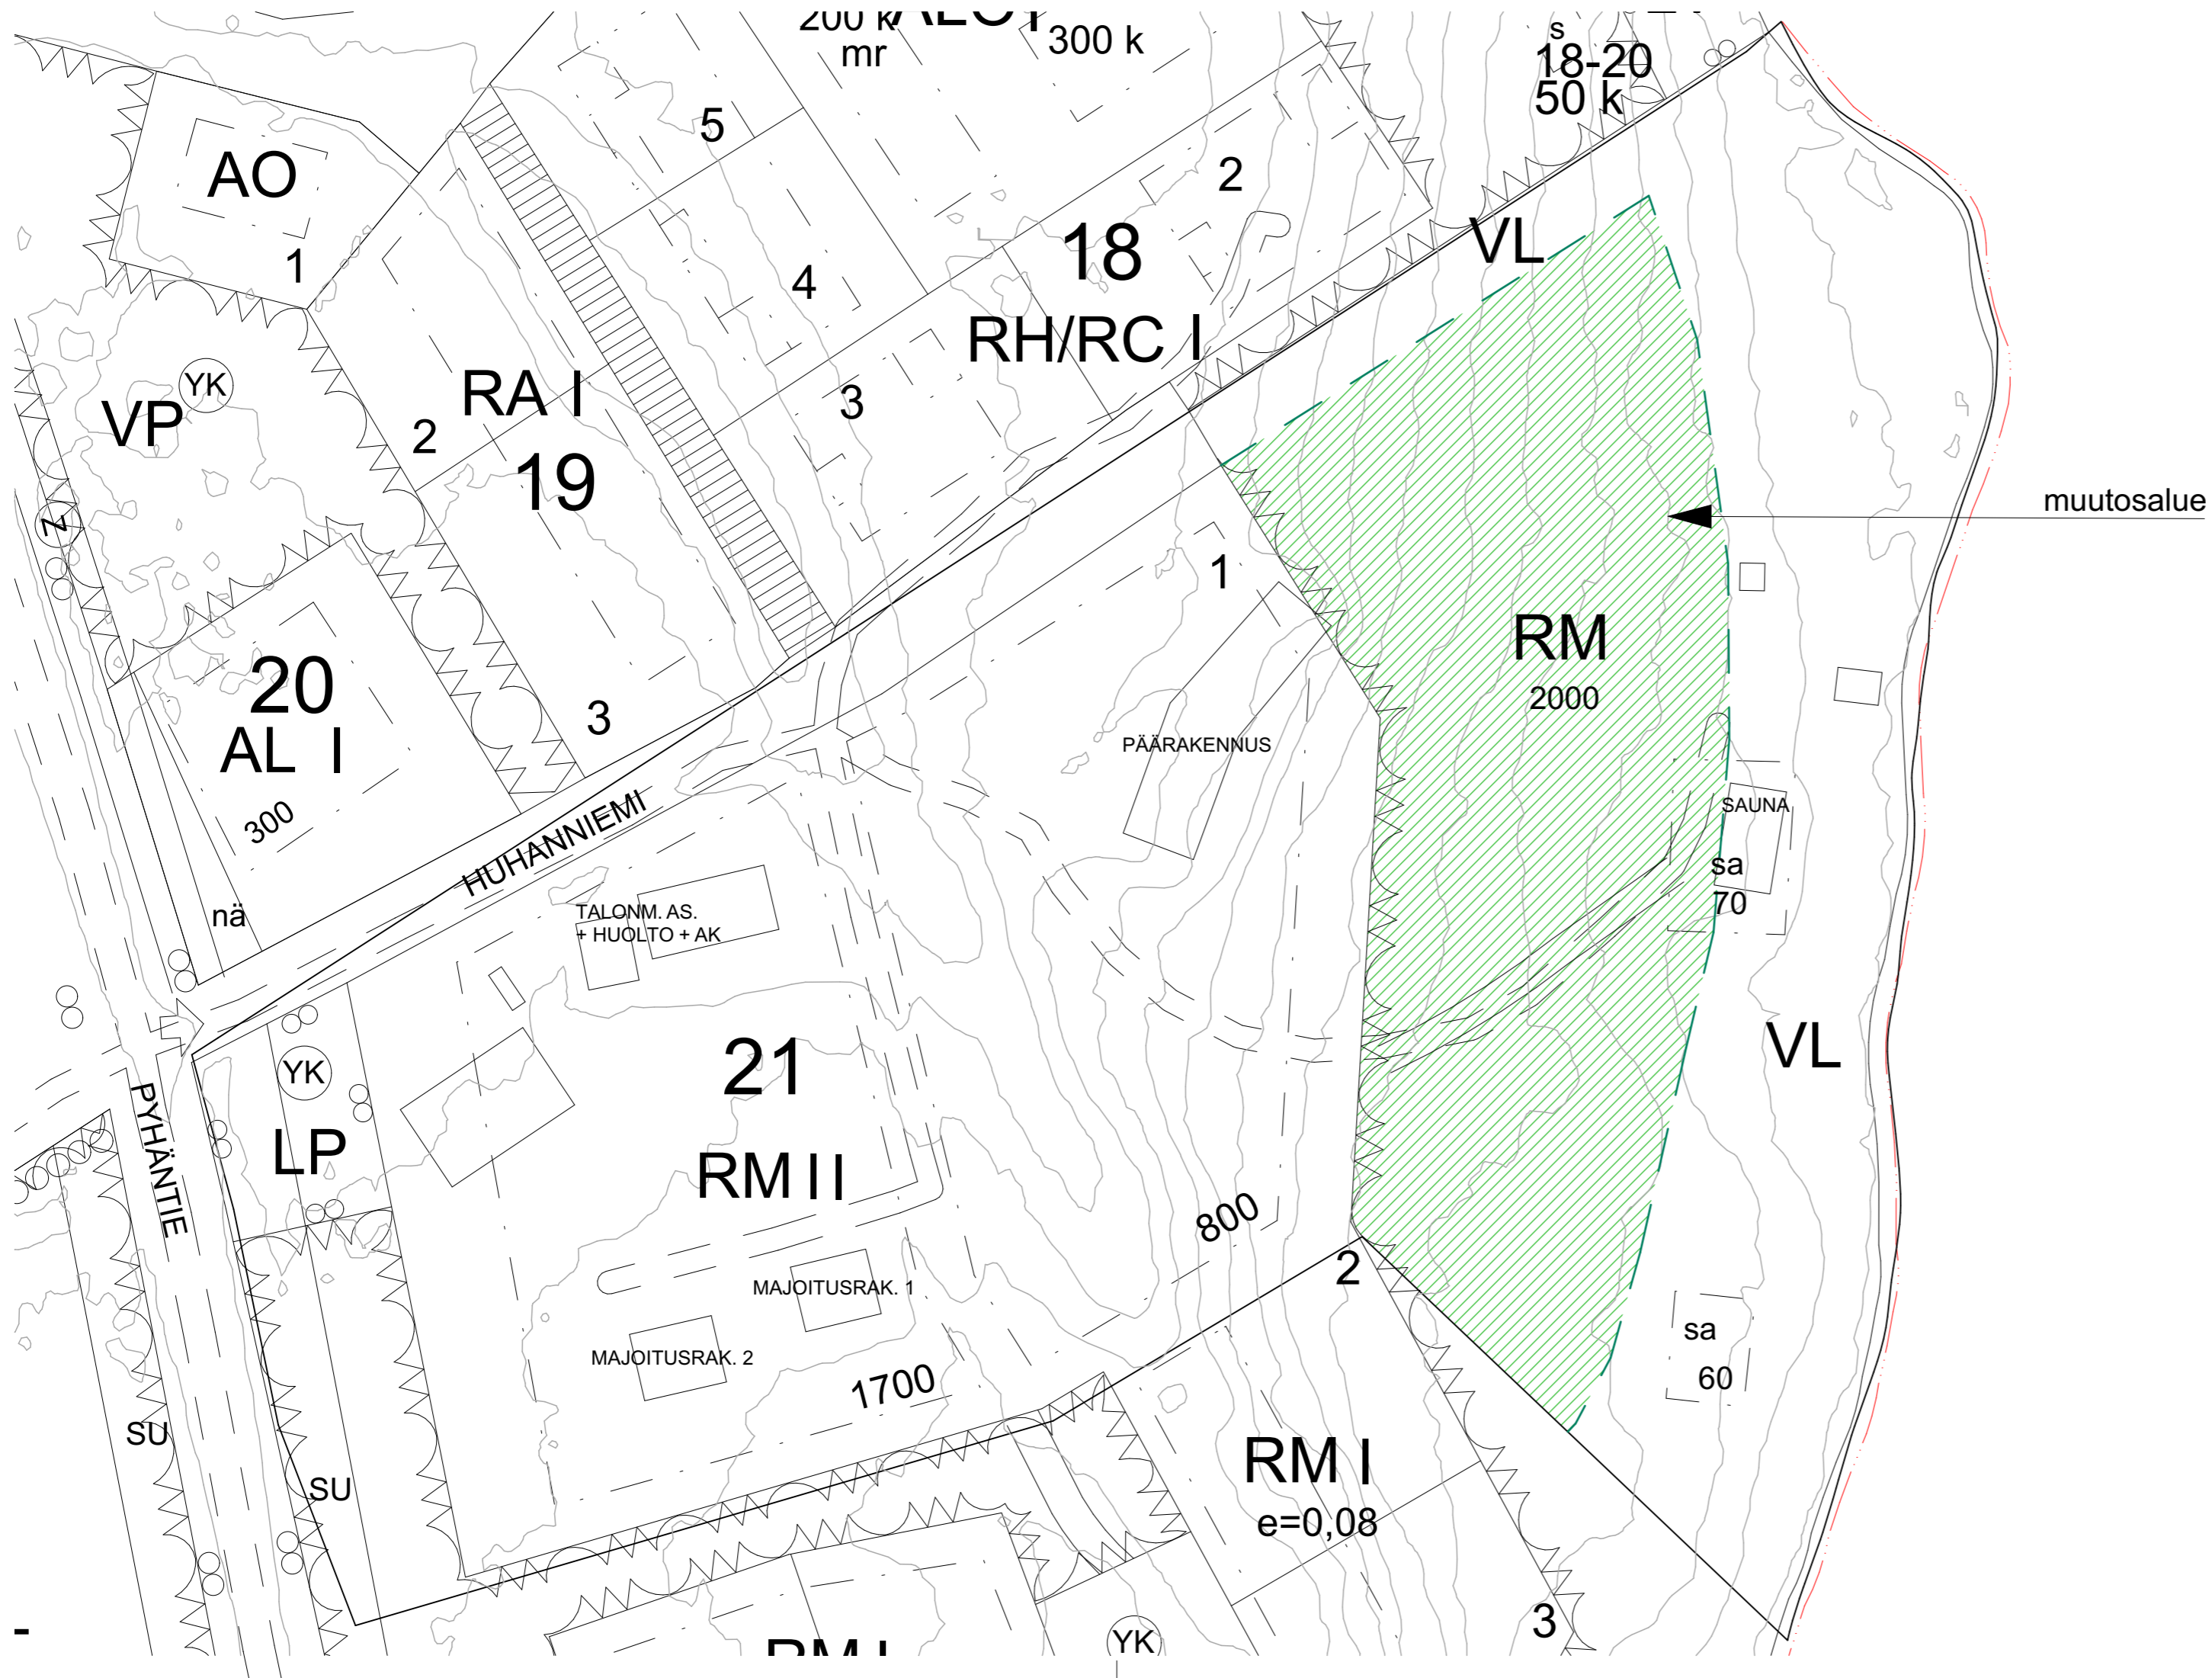 200 k
mr
300 k
s
18-20
50 k
5
AO
2
1
4
18
VL
RH/RC I
YK
VP
RA I
3
2
19
muutosalue
Z
1
RM
2000
20
AL I
3
PÄÄRAKENNUS
300
HUHANNIEMI
SAUNA
sa
70
nä
TALONM. AS.
+ HUOLTO + AK
21
VL
YK
PYHÄNTIE
LP
RM II
800
2
MAJOITUSRAK. 1
MAJOITUSRAK. 2
sa
60
1700
SU
SU
RM I
e=0,08
3
YK
RM I